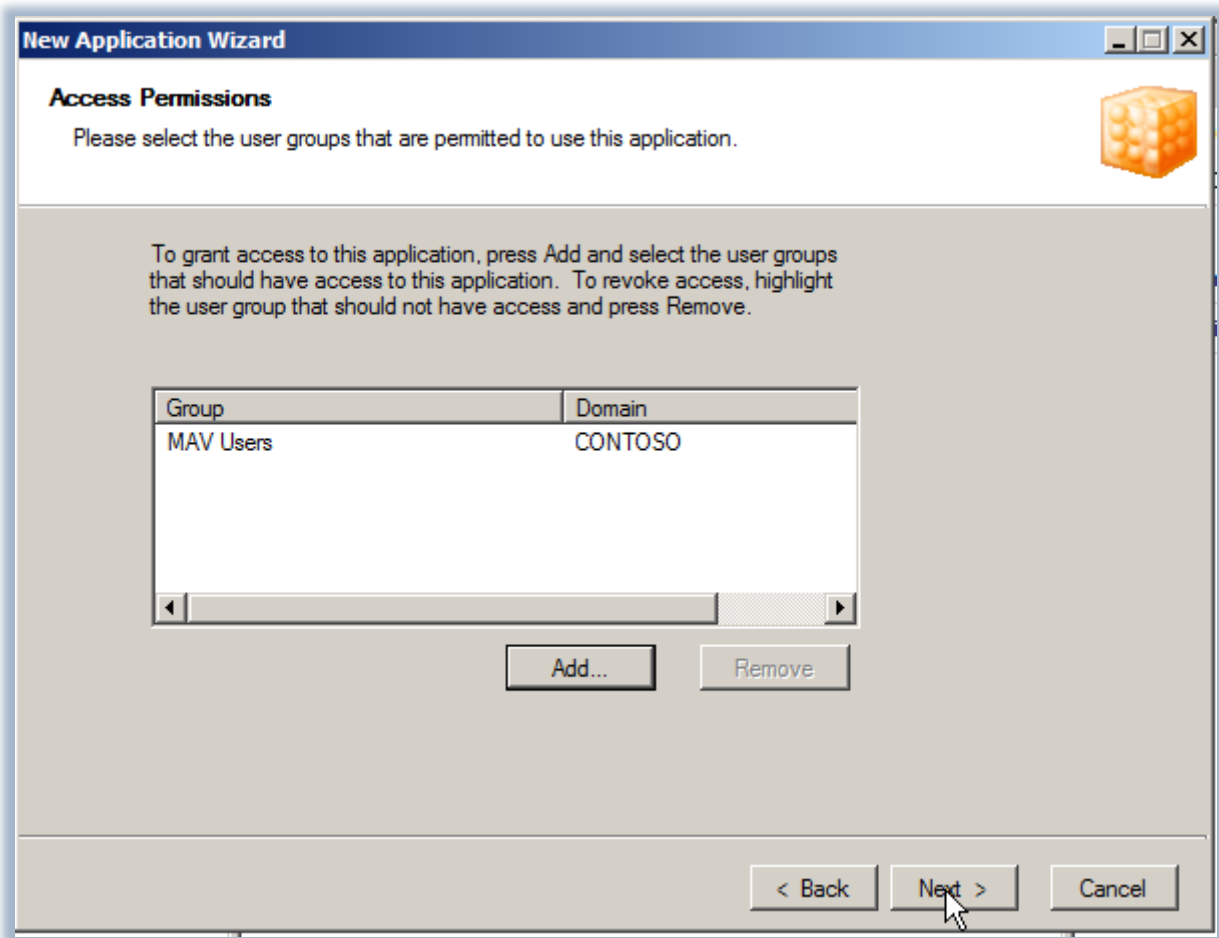 New Application Wizard
Access Permissions
Please select the user groups that are permitted to use this application.
To grant access to this application, press Add and select the user groups
that should have access to this application.  To revoke access, highlight
the user group that should not have access and press Remove.
Group Domain
MAV Users CONTOSO
Add... Remove
< Back Next > Cancel